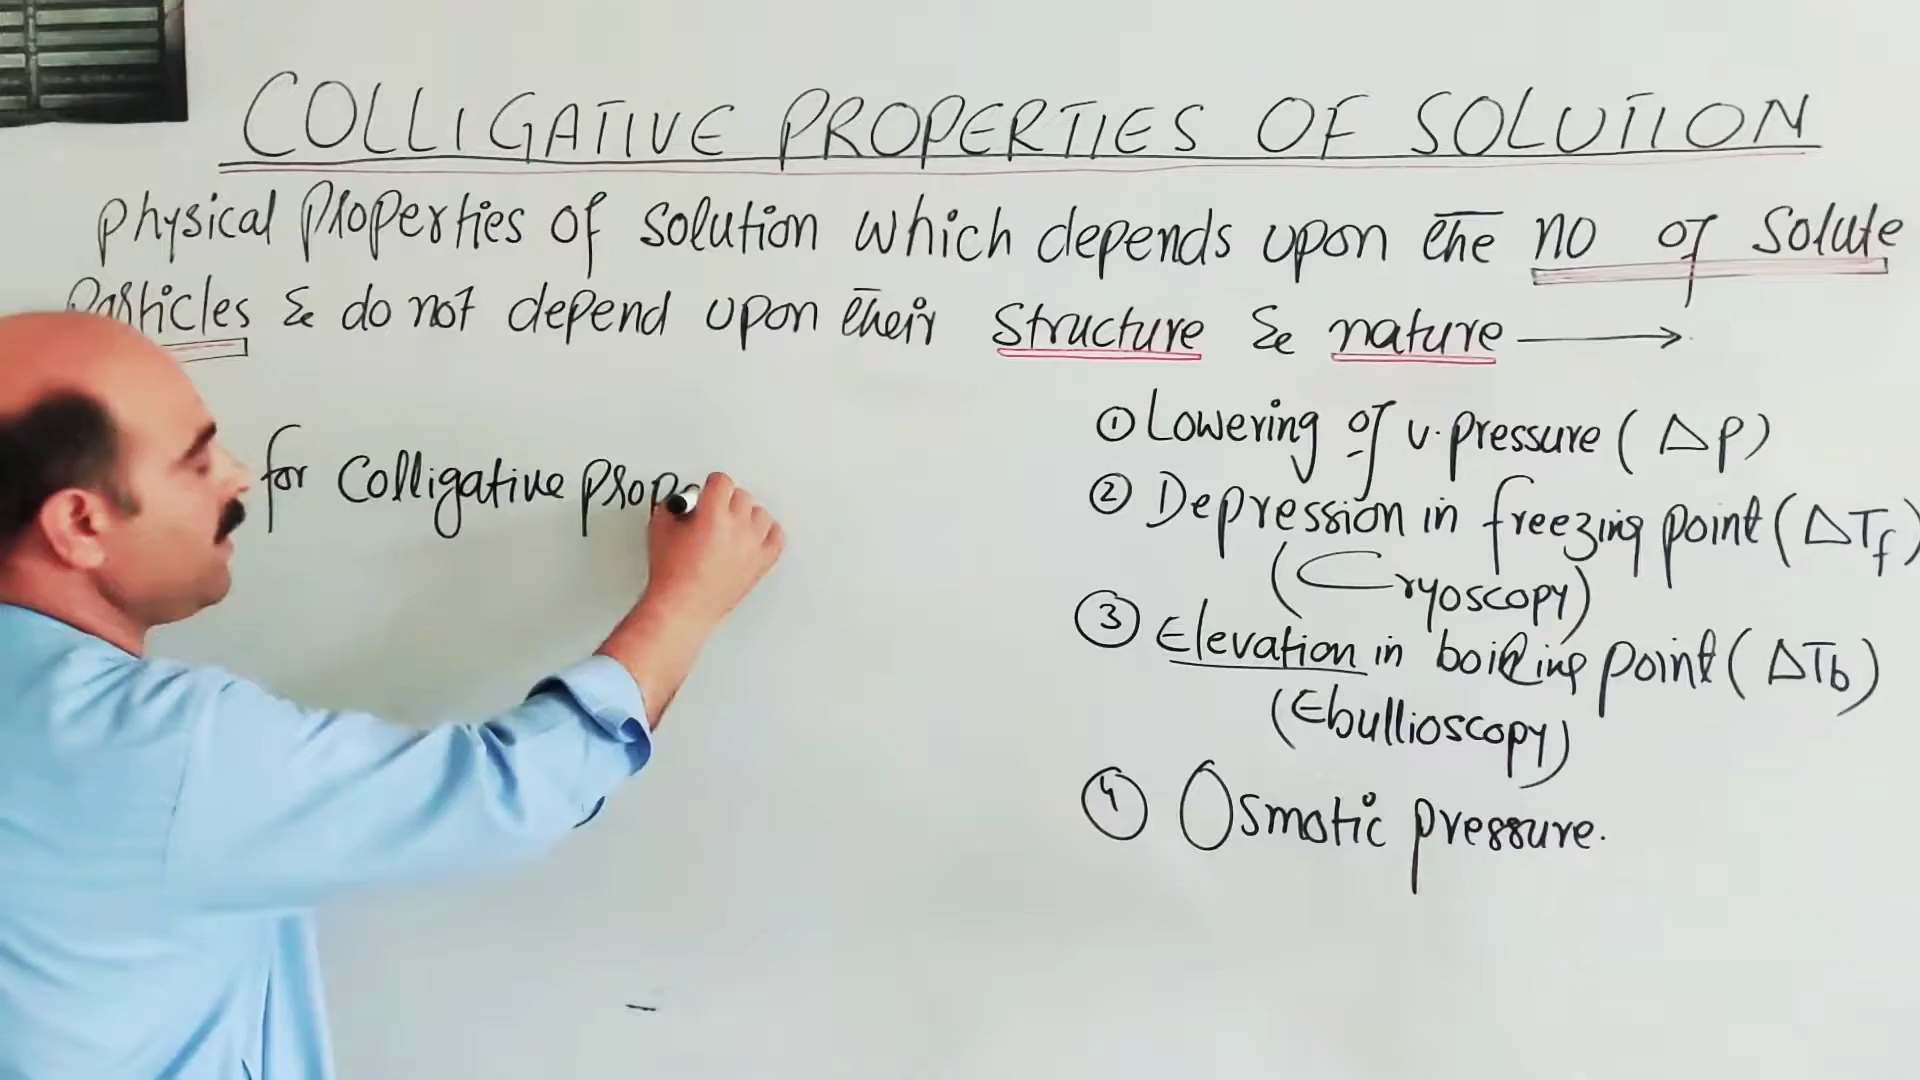 COLLIGATIVE PROPERTIES OF SOLUTION
Physical Properties of solution which depends upon the no of solute
Particles & do not depend upon their structure & nature ⟶
① Lowering of v. pressure (Δp)
② Depression in freezing point (ΔTf)
(Cryoscopy)
③ Elevation in boiling point (ΔTb)
(Ebullioscopy)
④ Osmotic pressure.
for Colligative Prope